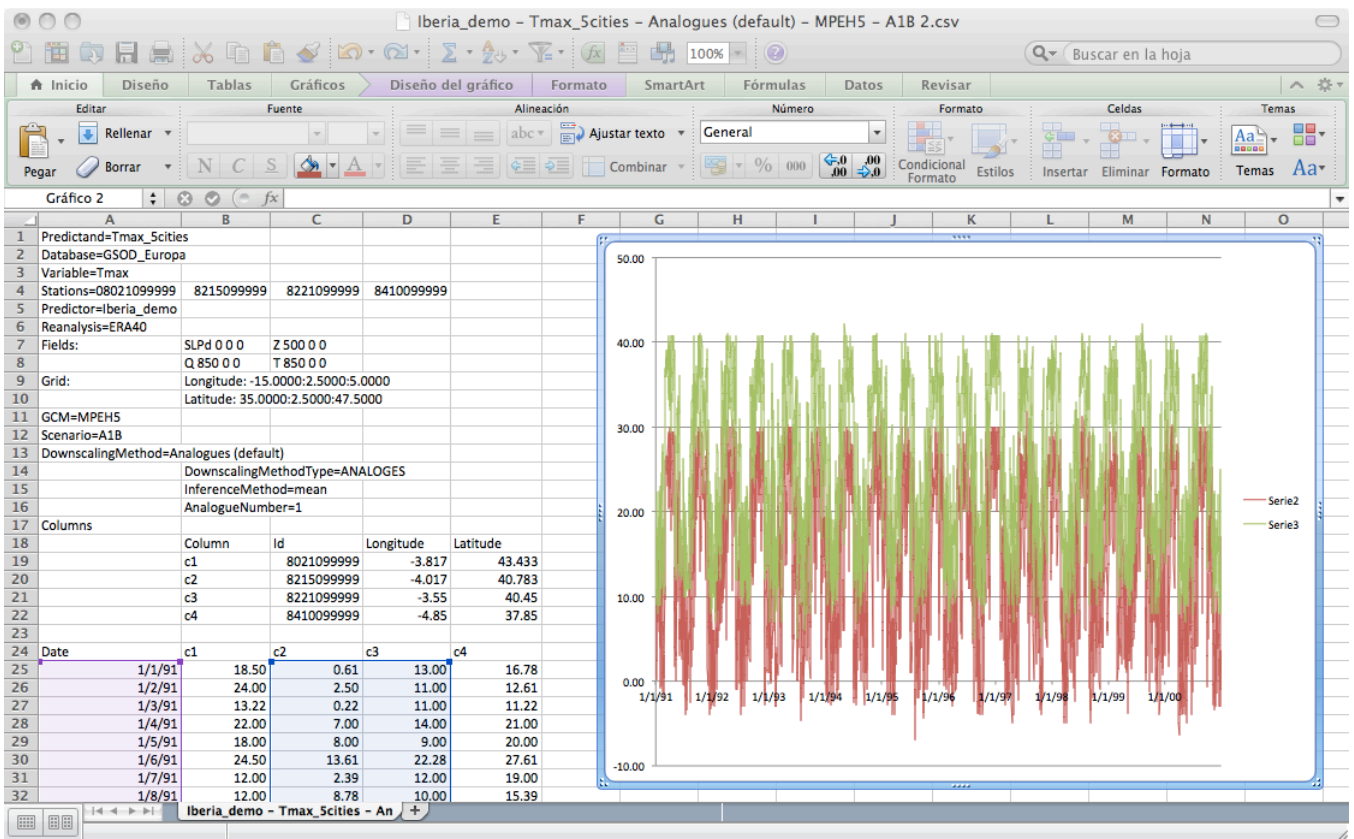 Iberia_demo – Tmax_5cities – Analogues (default) – MPEH5 – A1B 2.csv
100%
Buscar en la hoja
Inicio Diseño Tablas Gráficos Diseño del gráfico Formato SmartArt Fórmulas Datos Revisar
Editar Fuente Alineación Número Formato Celdas Temas
Pegar
Rellenar
Borrar
N C S A
abc
Ajustar texto
Combinar
General
% 000
Condicional Formato
Estilos
Insertar Eliminar Formato
Aa
Temas
Aa
Gráfico 2 fx
A B C D E F G H I J K L M N O
1 Predictand=Tmax_5cities
2 Database=GSOD_Europa
3 Variable=Tmax
4 Stations=08021099999 8215099999 8221099999 8410099999
5 Predictor=Iberia_demo
6 Reanalysis=ERA40
7 Fields: SLPd 0 0 0 Z 500 0 0
8 Q 850 0 0 T 850 0 0
9 Grid: Longitude: -15.0000:2.5000:5.0000
10 Latitude: 35.0000:2.5000:47.5000
11 GCM=MPEH5
12 Scenario=A1B
13 DownscalingMethod=Analogues (default)
14 DownscalingMethodType=ANALOGES
15 InferenceMethod=mean
16 AnalogueNumber=1
17 Columns
18 Column Id Longitude Latitude
19 c1 8021099999 -3.817 43.433
20 c2 8215099999 -4.017 40.783
21 c3 8221099999 -3.55 40.45
22 c4 8410099999 -4.85 37.85
23
24 Date c1 c2 c3 c4
25 1/1/91 18.50 0.61 13.00 16.78
26 1/2/91 24.00 2.50 11.00 12.61
27 1/3/91 13.22 0.22 11.00 11.22
28 1/4/91 22.00 7.00 14.00 21.00
29 1/5/91 18.00 8.00 9.00 20.00
30 1/6/91 24.50 13.61 22.28 27.61
31 1/7/91 12.00 2.39 12.00 19.00
32 1/8/91 12.00 8.78 10.00 15.39
50.00
40.00
30.00
20.00
10.00
0.00
-10.00
1/1/91 1/1/92 1/1/93 1/1/94 1/1/95 1/1/96 1/1/97 1/1/98 1/1/99 1/1/00
Serie2
Serie3
Iberia_demo – Tmax_5cities – An